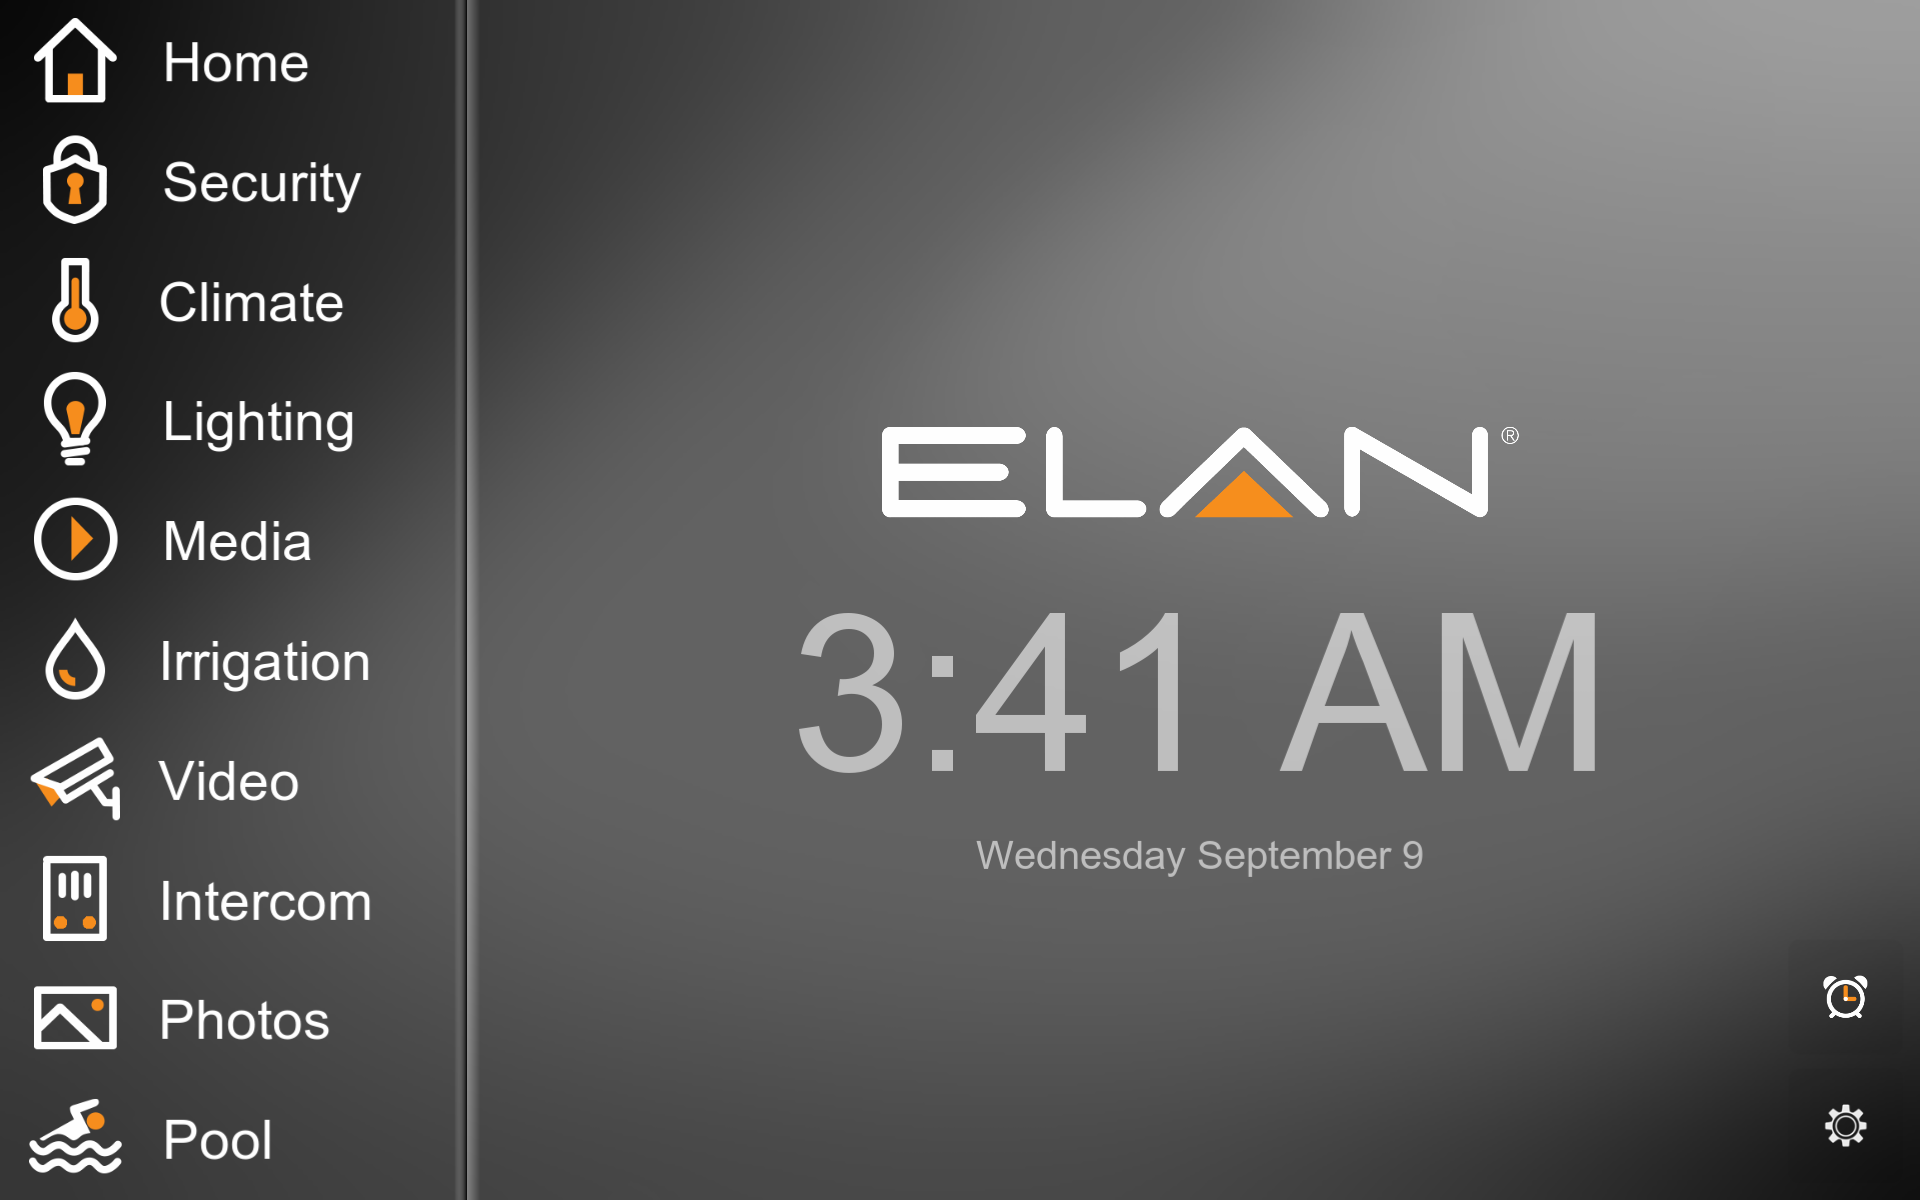 Home
Security
Climate
Lighting
Media
Irrigation
Video
Intercom
Photos
Pool
ELAN®
3:41 AM
Wednesday September 9